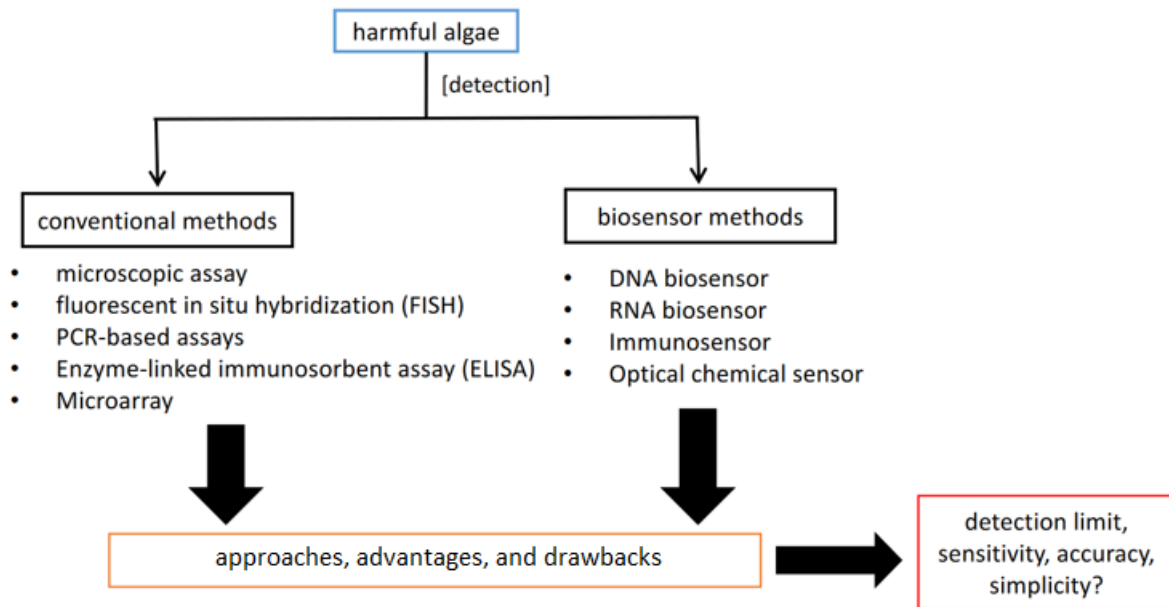 harmful algae
[detection]
conventional methods
• microscopic assay
• fluorescent in situ hybridization (FISH)
• PCR-based assays
• Enzyme-linked immunosorbent assay (ELISA)
• Microarray
biosensor methods
• DNA biosensor
• RNA biosensor
• Immunosensor
• Optical chemical sensor
approaches, advantages, and drawbacks
detection limit,
sensitivity, accuracy,
simplicity?